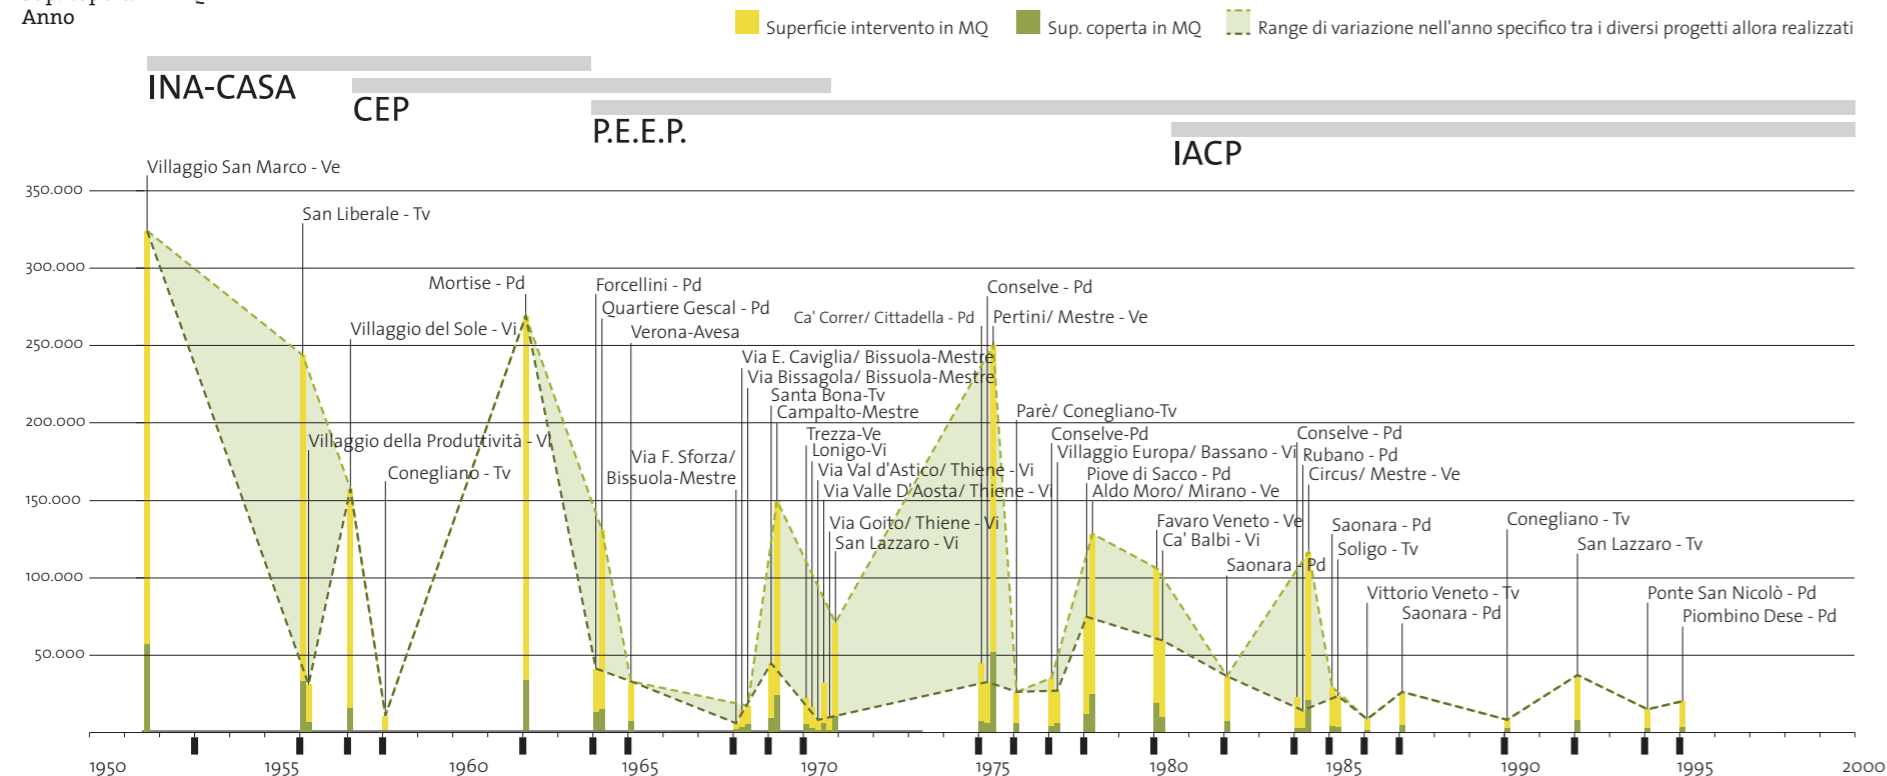 Anno
Superficie intervento in MQ
Sup. coperta in MQ
Range di variazione nell'anno specifico tra i diversi progetti allora realizzati
INA-CASA
CEP
P.E.E.P.
IACP
Villaggio San Marco - Ve
350.000
San Liberale - Tv
300.000
Mortise - Pd
Forcellini - Pd
Conselve - Pd
Quartiere Gescal - Pd
Ca' Correr/ Cittadella - Pd
Pertini/ Mestre - Ve
Villaggio del Sole - Vi
Verona-Avesa
250.000
Via E. Caviglia/ Bissuola-Mestre
Via Bissagola/ Bissuola-Mestre
Santa Bona-Tv
Campalto-Mestre
Parè/ Conegliano-Tv
200.000
Trezza-Ve
Conselve-Pd
Conselve - Pd
Villaggio della Produttività - Vi
Lonigo-Vi
Villaggio Europa/ Bassano - Vi
Rubano - Pd
Via F. Sforza/
Bissuola-Mestre
Conegliano - Tv
Via Val d'Astico/ Thiene - Vi
Piove di Sacco - Pd
Circus/ Mestre - Ve
Via Valle D'Aosta/ Thiene - Vi
Aldo Moro/ Mirano - Ve
150.000
Via Goito/ Thiene - Vi
Favaro Veneto - Ve
Saonara - Pd
Conegliano - Tv
San Lazzaro - Vi
Ca' Balbi - Vi
Soligo - Tv
San Lazzaro - Tv
Saonara - Pd
100.000
Vittorio Veneto - Tv
Ponte San Nicolò - Pd
Saonara - Pd
Piombino Dese - Pd
50.000
1950
1955
1960
1965
1970
1975
1980
1985
1990
1995
2000